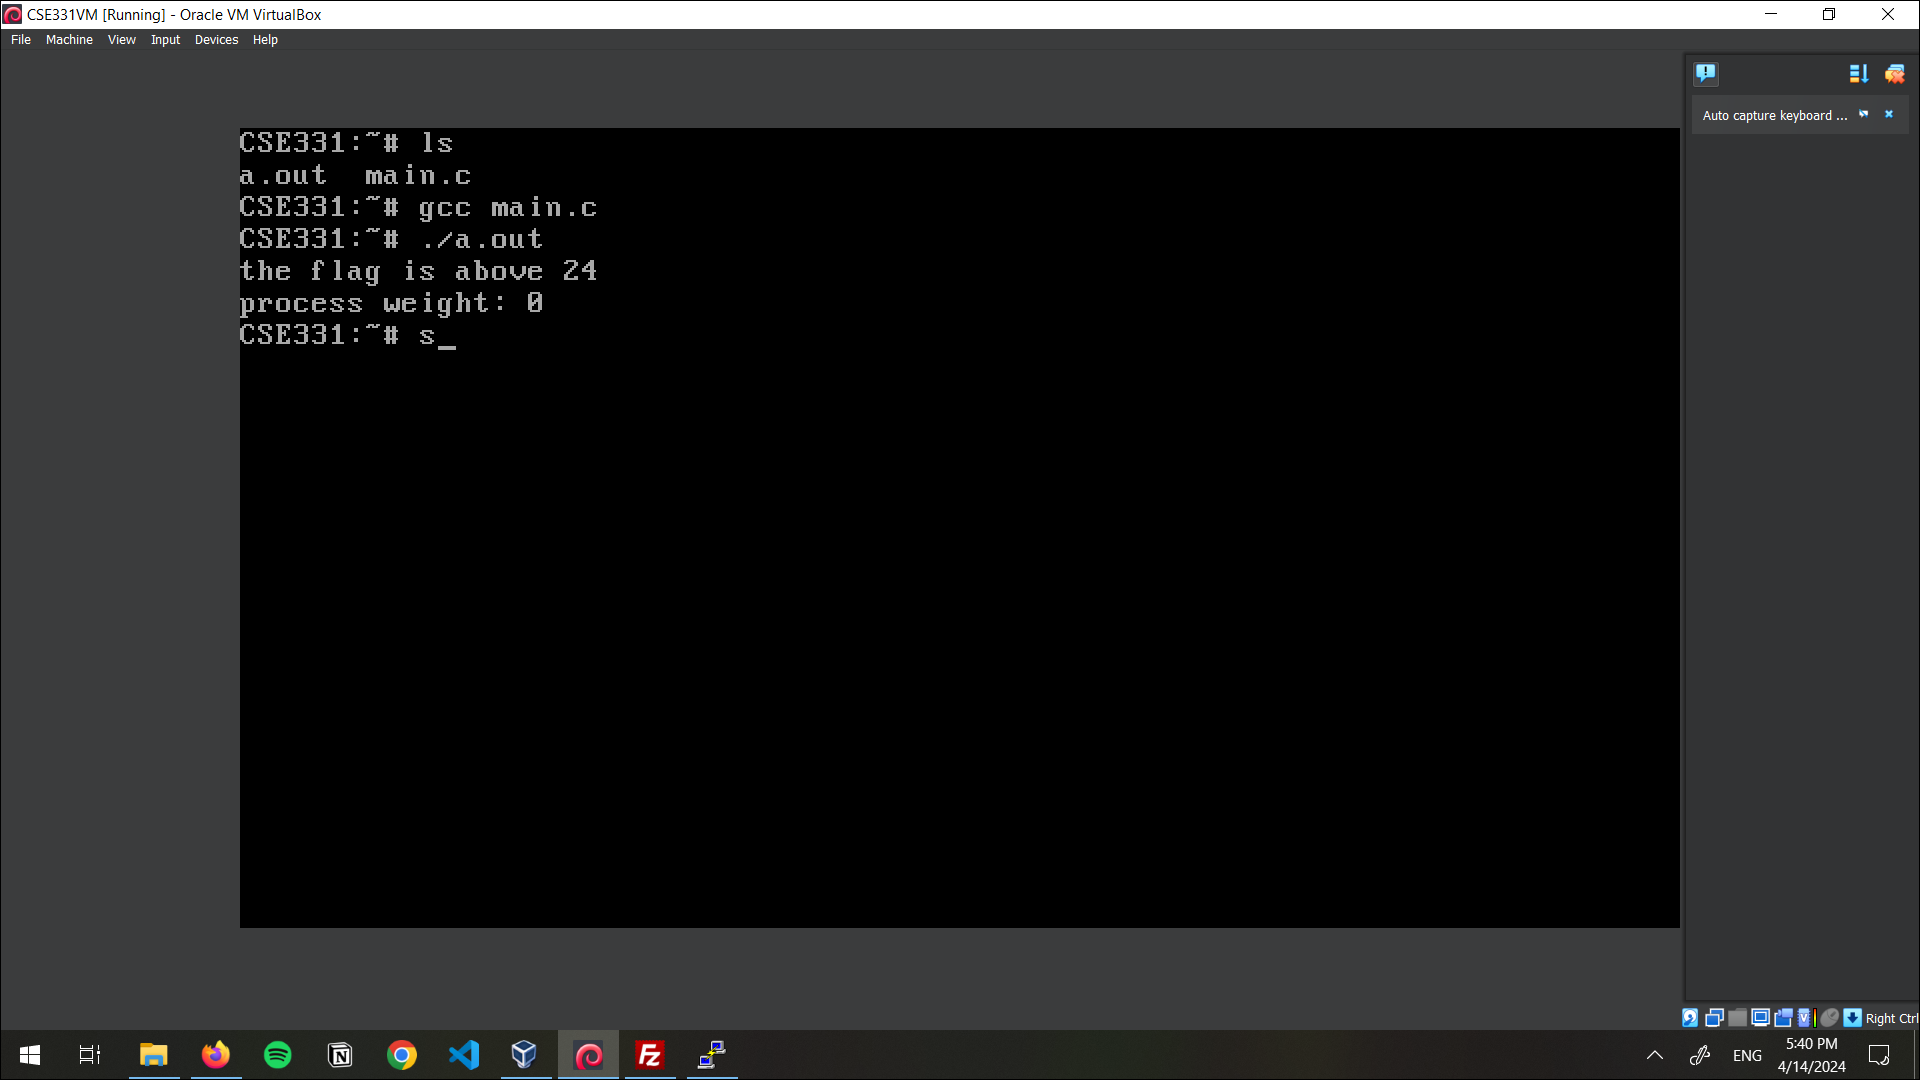 CSE331VM [Running] - Oracle VM VirtualBox
File Machine View Input Devices Help
Auto capture keyboard ...
CSE331:~# ls
a.out  main.c
CSE331:~# gcc main.c
CSE331:~# ./a.out
the flag is above 24
process weight: 0
CSE331:~# s_
Right Ctrl
ENG
5:40 PM
4/14/2024